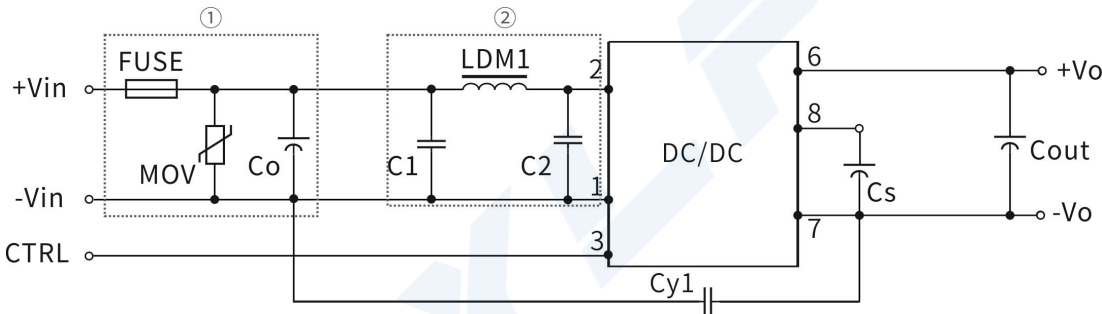 ① ②
FUSE LDM1
+Vin 2 6 +Vo
8
MOV Co C1 C2 DC/DC Cout
-Vin 1 Cs -Vo
7
CTRL 3
Cy1